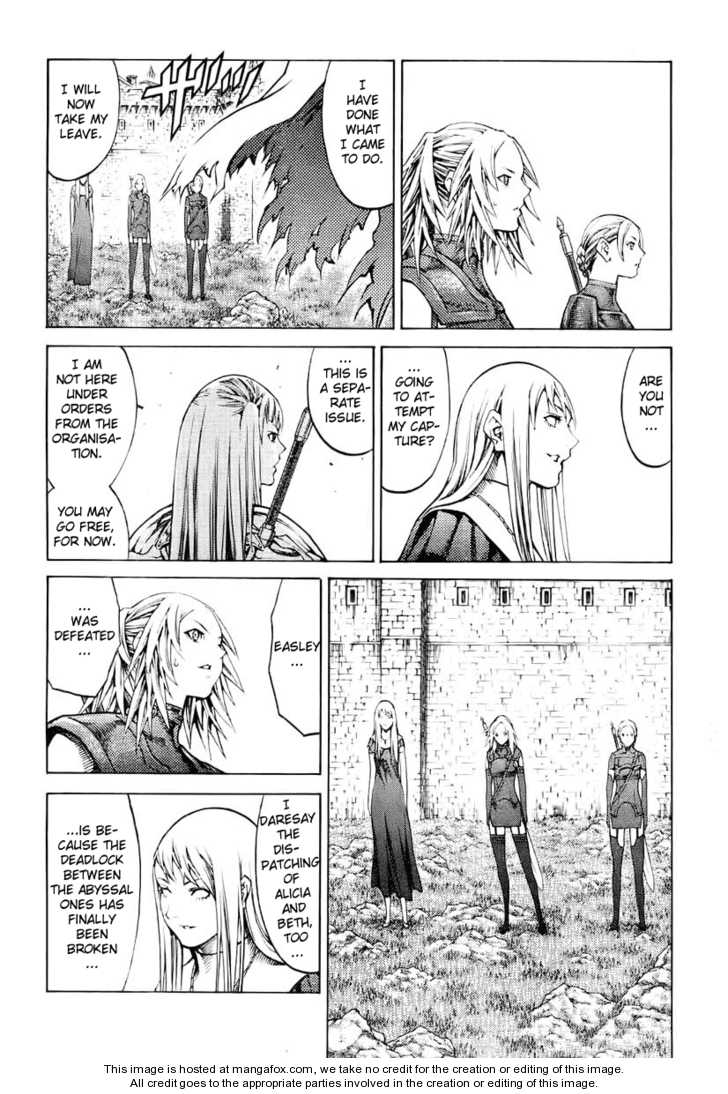 I
HAVE
DONE
WHAT
I CAME
TO DO.
I WILL
NOW
TAKE MY
LEAVE.
ザザッ
ARE
YOU
NOT
...
...
GOING
TO AT-
TEMPT
MY CAP-
TURE?
...
THIS IS
A SEPA-
RATE
ISSUE.
I AM
NOT HERE
UNDER
ORDERS
FROM THE
ORGANISA-
TION.
YOU MAY
GO FREE,
FOR NOW.
EASLEY
...
...
WAS
DEFEATED
...
I
DARESAY
THE
DIS-
PATCHING
OF
ALICIA
AND
BETH,
TOO
...
...IS BE-
CAUSE THE
DEADLOCK
BETWEEN
THE ABYSSAL
ONES HAS
FINALLY
BEEN
BROKEN
...
This image is hosted at mangafox.com, we take no credit for the creation or editing of this image.
All credit goes to the appropriate parties involved in the creation or editing of this image.